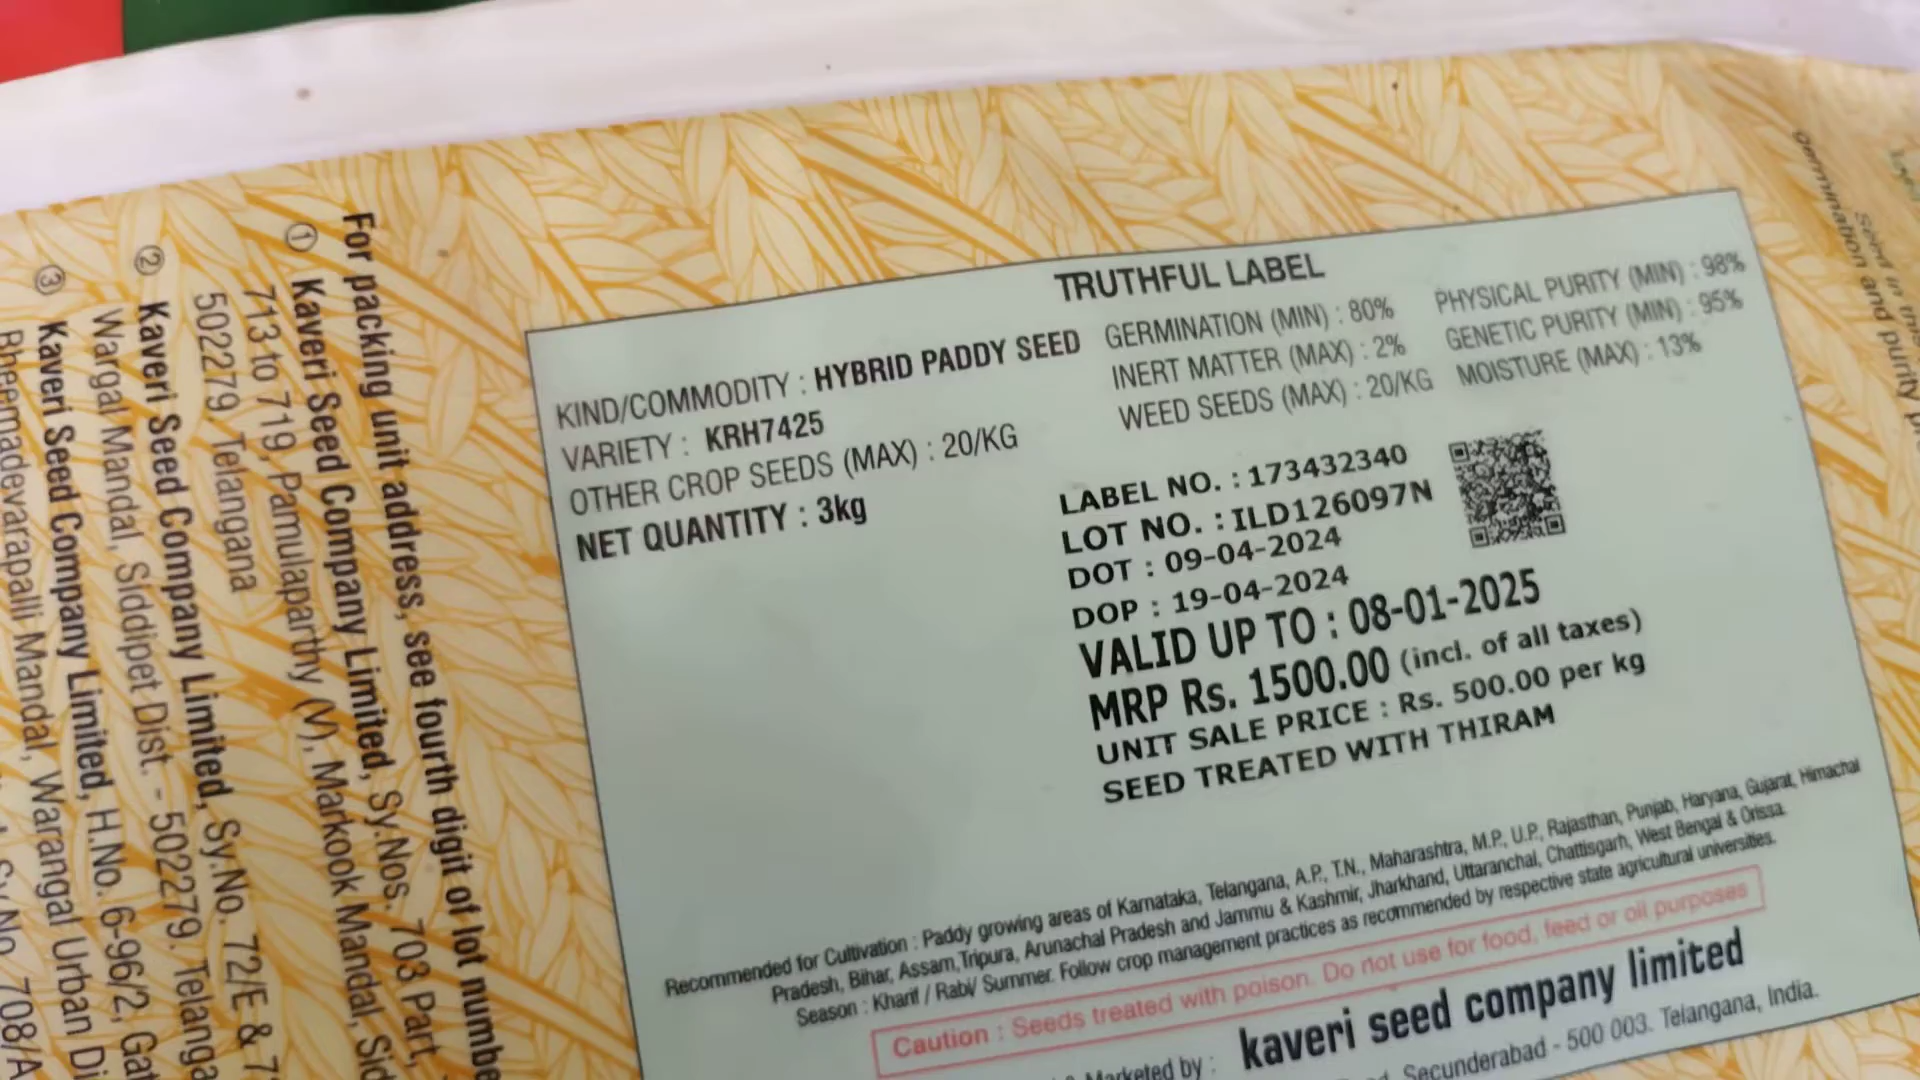 TRUTHFUL LABEL
KIND/COMMODITY : HYBRID PADDY SEED
VARIETY : KRH7425
OTHER CROP SEEDS (MAX) : 20/KG
NET QUANTITY : 3kg
GERMINATION (MIN) : 80%
INERT MATTER (MAX) : 2%
WEED SEEDS (MAX) : 20/KG
PHYSICAL PURITY (MIN) : 98%
GENETIC PURITY (MIN) : 95%
MOISTURE (MAX) : 13%
LABEL NO. : 173432340
LOT NO. : ILD126097N
DOT : 09-04-2024
DOP : 19-04-2024
VALID UP TO : 08-01-2025
MRP Rs. 1500.00 (incl. of all taxes)
UNIT SALE PRICE : Rs. 500.00 per kg
SEED TREATED WITH THIRAM
Recommended for Cultivation : Paddy growing areas of Karnataka, Telangana, A.P., T.N., Maharashtra, M.P., U.P., Rajasthan, Punjab, Haryana, Gujarat, Himachal
Pradesh, Bihar, Assam,Tripura, Arunachal Pradesh and Jammu & Kashmir, Jharkhand, Uttaranchal, Chattisgarh, West Bengal & Orissa.
Season : Kharif / Rabi/ Summer. Follow crop management practices as recommended by respective state agricultural universities.
Caution : Seeds treated with poison. Do not use for food, feed or oil purposes
Marketed by :
kaveri seed company limited
Secunderabad - 500 003. Telangana, India.
For packing unit address, see fourth digit of lot numbe
① Kaveri Seed Company Limited, Sy.Nos. 703 Part,
713 to 719, Pamulaparthy (V), Markook Mandal, Sid
502279, Telangana
② Kaveri Seed Company Limited, Sy.No. 72/E & 7
Wargal Mandal, Siddipet Dist. - 502279. Telanga
③ Kaveri Seed Company Limited, H.No. 6-96/2, Gat
Bheemadevarapalli Mandal, Warangal Urban Di
Sy.No. 708/A
Germination and purity